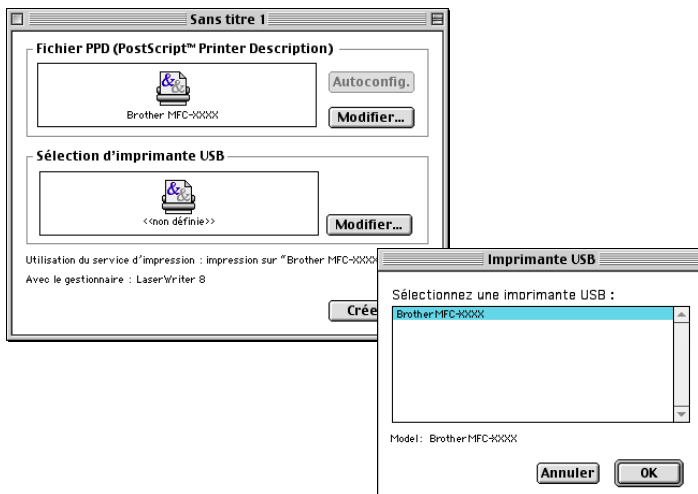 Sans titre 1
Fichier PPD (PostScript™ Printer Description)
Autoconfig.
Brother MFC-XXXX
Modifier...
Sélection d'imprimante USB
<<non définie>>
Modifier...
Utilisation du service d'impression : impression sur "Brother MFC-XXXX
Avec le gestionnaire : LaserWriter 8
Crée
Imprimante USB
Sélectionnez une imprimante USB :
Brother MFC-XXXX
Model: Brother MFC-XXXX
Annuler
OK